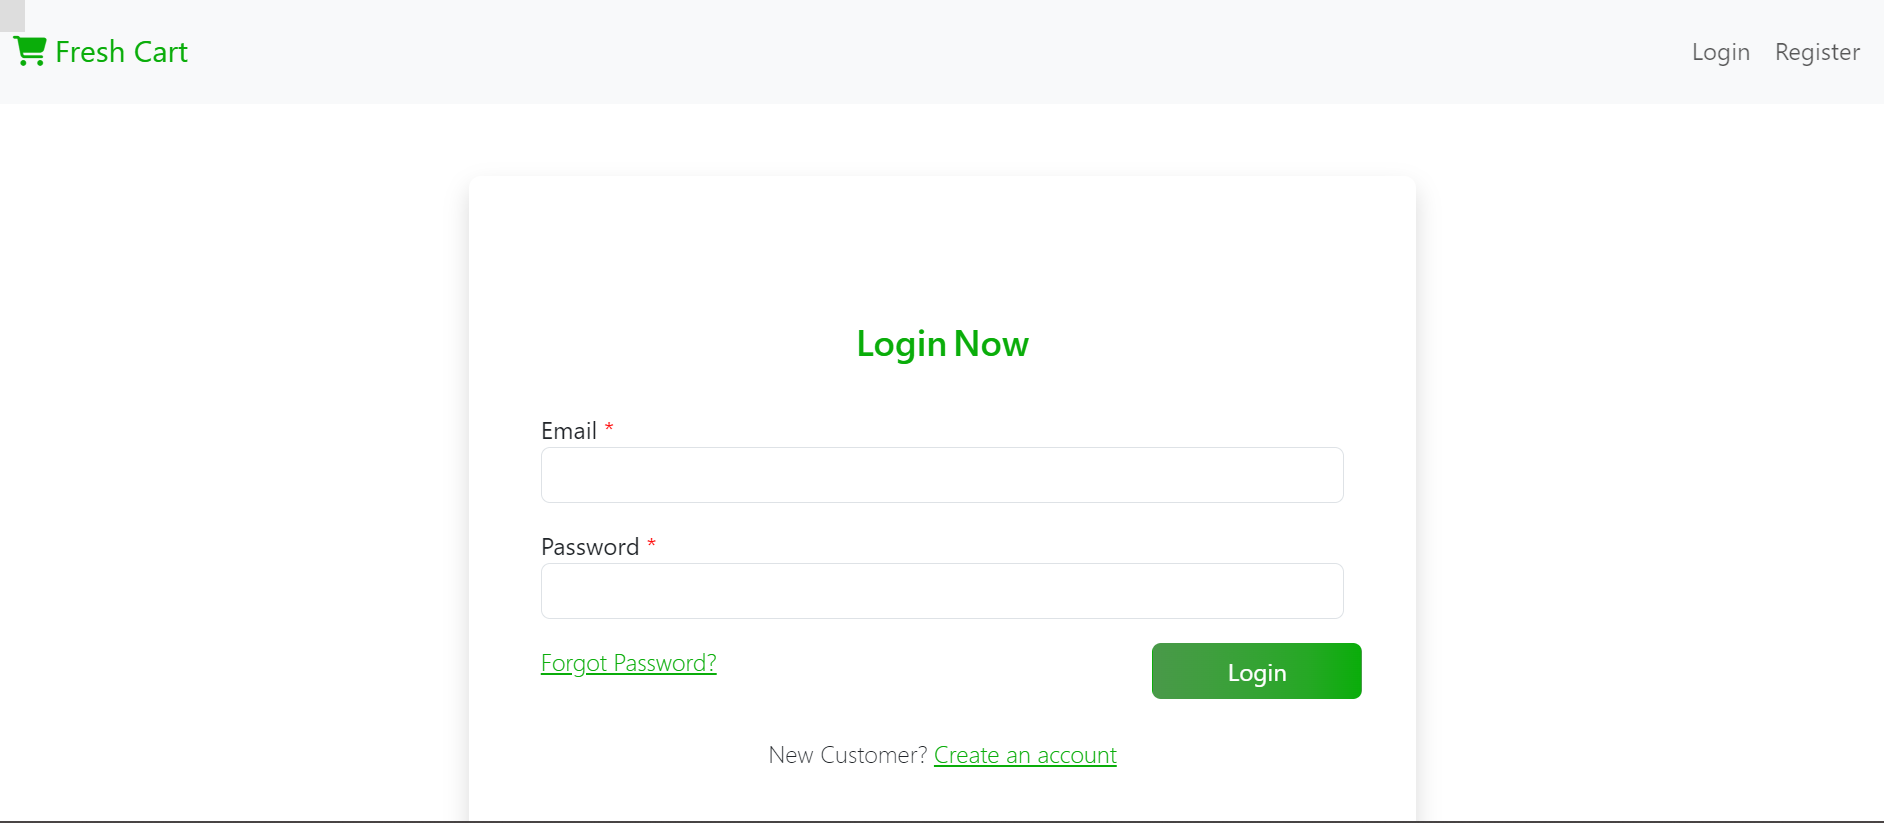 Fresh Cart
Login Register
Login Now
Email *
Password *
Forgot Password?
Login
New Customer? Create an account